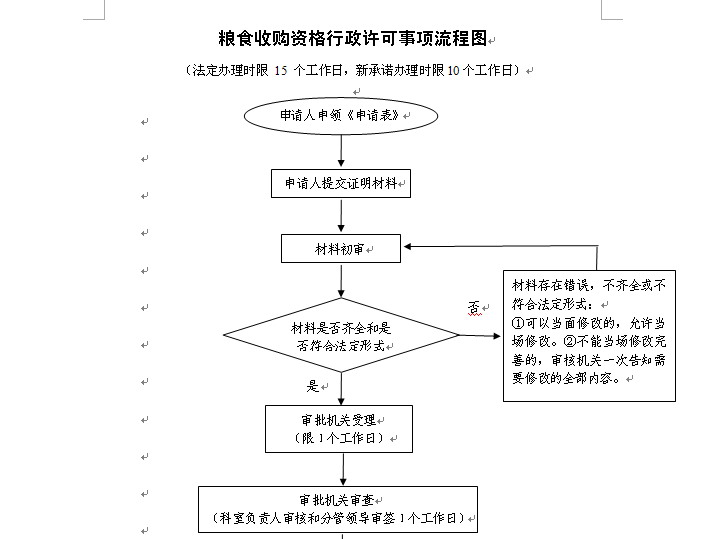 粮食收购资格行政许可事项流程图
（法定办理时限 15 个工作日，新承诺办理时限10个工作日）
申请人申领《申请表》
申请人提交证明材料
材料初审
材料是否齐全和是
否符合法定形式
否
材料存在错误，不齐全或不
符合法定形式：
①可以当面修改的，允许当
场修改。②不能当场修改完
善的，审核机关一次告知需
要修改的全部内容。
是
审批机关受理
（限1个工作日）
审批机关审查
（科室负责人审核和分管领导审签1个工作日）